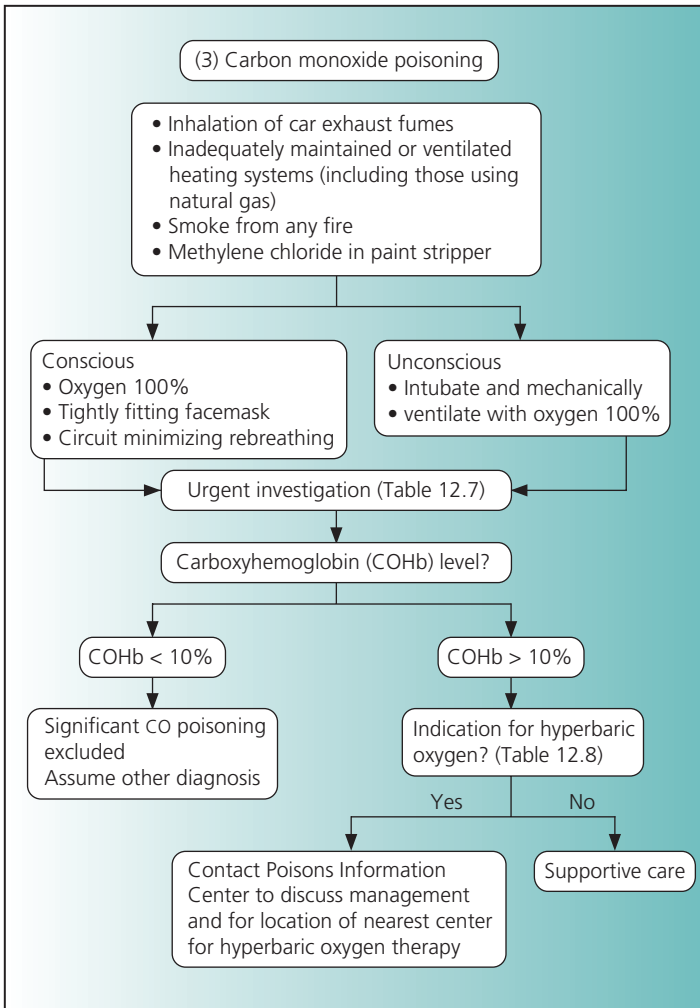 (3) Carbon monoxide poisoning
• Inhalation of car exhaust fumes
• Inadequately maintained or ventilated
heating systems (including those using
natural gas)
• Smoke from any fire
• Methylene chloride in paint stripper
Conscious
• Oxygen 100%
• Tightly fitting facemask
• Circuit minimizing rebreathing
Unconscious
• Intubate and mechanically
• ventilate with oxygen 100%
Urgent investigation (Table 12.7)
Carboxyhemoglobin (COHb) level?
COHb < 10%
COHb > 10%
Significant CO poisoning
excluded
Assume other diagnosis
Indication for hyperbaric
oxygen? (Table 12.8)
Yes
No
Contact Poisons Information
Center to discuss management
and for location of nearest center
for hyperbaric oxygen therapy
Supportive care